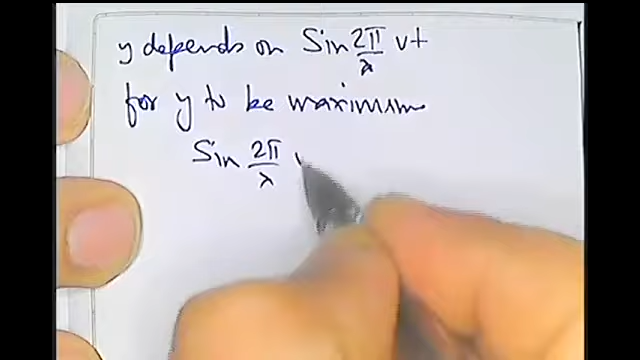 y depends on Sin 2π/λ vt
for y to be maximum
Sin 2π/λ v